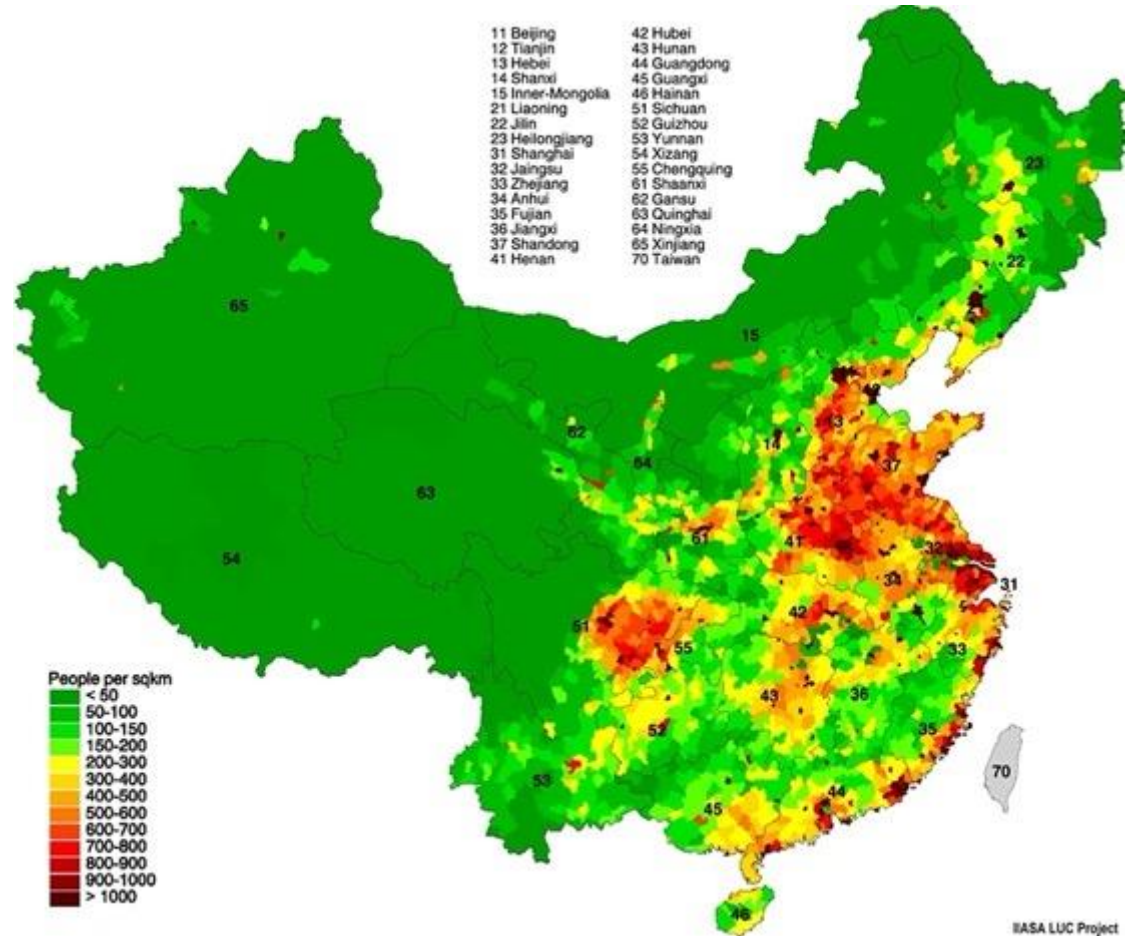 11 Beijing
12 Tianjin
13 Hebei
14 Shanxi
15 Inner-Mongolia
21 Liaoning
22 Jilin
23 Heilongjiang
31 Shanghai
32 Jaingsu
33 Zhejiang
34 Anhui
35 Fujian
36 Jiangxi
37 Shandong
41 Henan
42 Hubei
43 Hunan
44 Guangdong
45 Guangxi
46 Hainan
51 Sichuan
52 Guizhou
53 Yunnan
54 Xizang
55 Chengquing
61 Shaanxi
62 Gansu
63 Quinghai
64 Ningxia
65 Xinjiang
70 Taiwan
23
22
65
15
12
13
14
62
64
37
63
61
41
32
54
34
31
51
42
55
33
43
36
52
35
70
53
44
45
46
People per sqkm
< 50
50-100
100-150
150-200
200-300
300-400
400-500
500-600
600-700
700-800
800-900
900-1000
> 1000
IIASA LUC Project